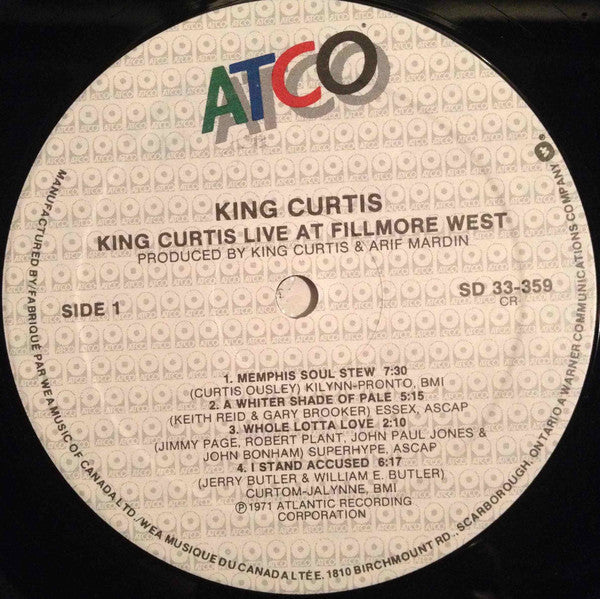 ATCO
KING CURTIS
KING CURTIS LIVE AT FILLMORE WEST
PRODUCED BY KING CURTIS & ARIF MARDIN
SIDE 1
SD 33-359
CR
1. MEMPHIS SOUL STEW 7:30
(CURTIS OUSLEY) KILYNN-PRONTO, BMI
2. A WHITER SHADE OF PALE 5:15
(KEITH REID & GARY BROOKER) ESSEX, ASCAP
3. WHOLE LOTTA LOVE 2:10
(JIMMY PAGE, ROBERT PLANT, JOHN PAUL JONES &
JOHN BONHAM) SUPERHYPE, ASCAP
4. I STAND ACCUSED 6:17
(JERRY BUTLER & WILLIAM E. BUTLER)
CURTOM-JALYNNE, BMI
Ⓟ1971 ATLANTIC RECORDING
CORPORATION
MANUFACTURED BY/FABRIQUÉ PAR WEA MUSIC OF CANADA LTD./WEA MUSIQUE DU CANADA LTÉE. 1810 BIRCHMOUNT RD., SCARBOROUGH, ONTARIO A WARNER COMMUNICATIONS COMPANY